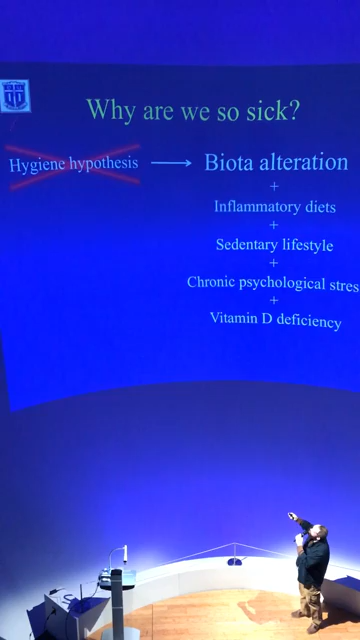 Why are we so sick?
Hygiene hypothesis → Biota alteration
+
Inflammatory diets
+
Sedentary lifestyle
+
Chronic psychological stres
+
Vitamin D deficiency